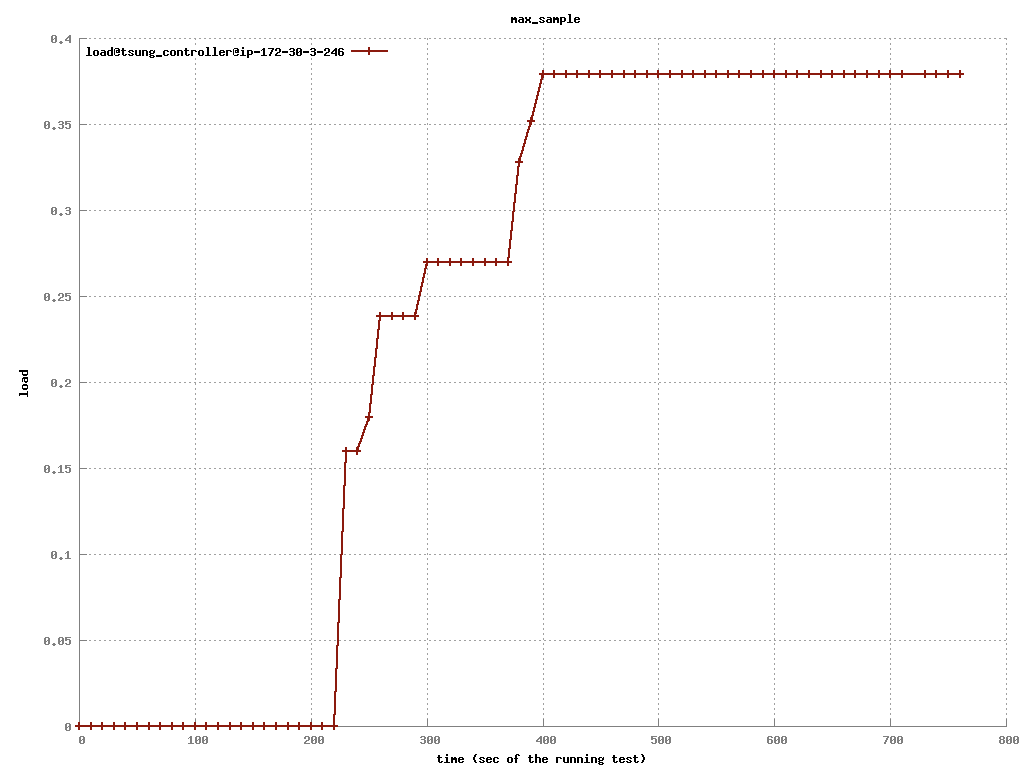 max_sample
load@tsung_controller@ip-172-30-3-246
0.4
0.35
0.3
0.25
0.2
0.15
0.1
0.05
0
load
0 100 200 300 400 500 600 700 800
time (sec of the running test)